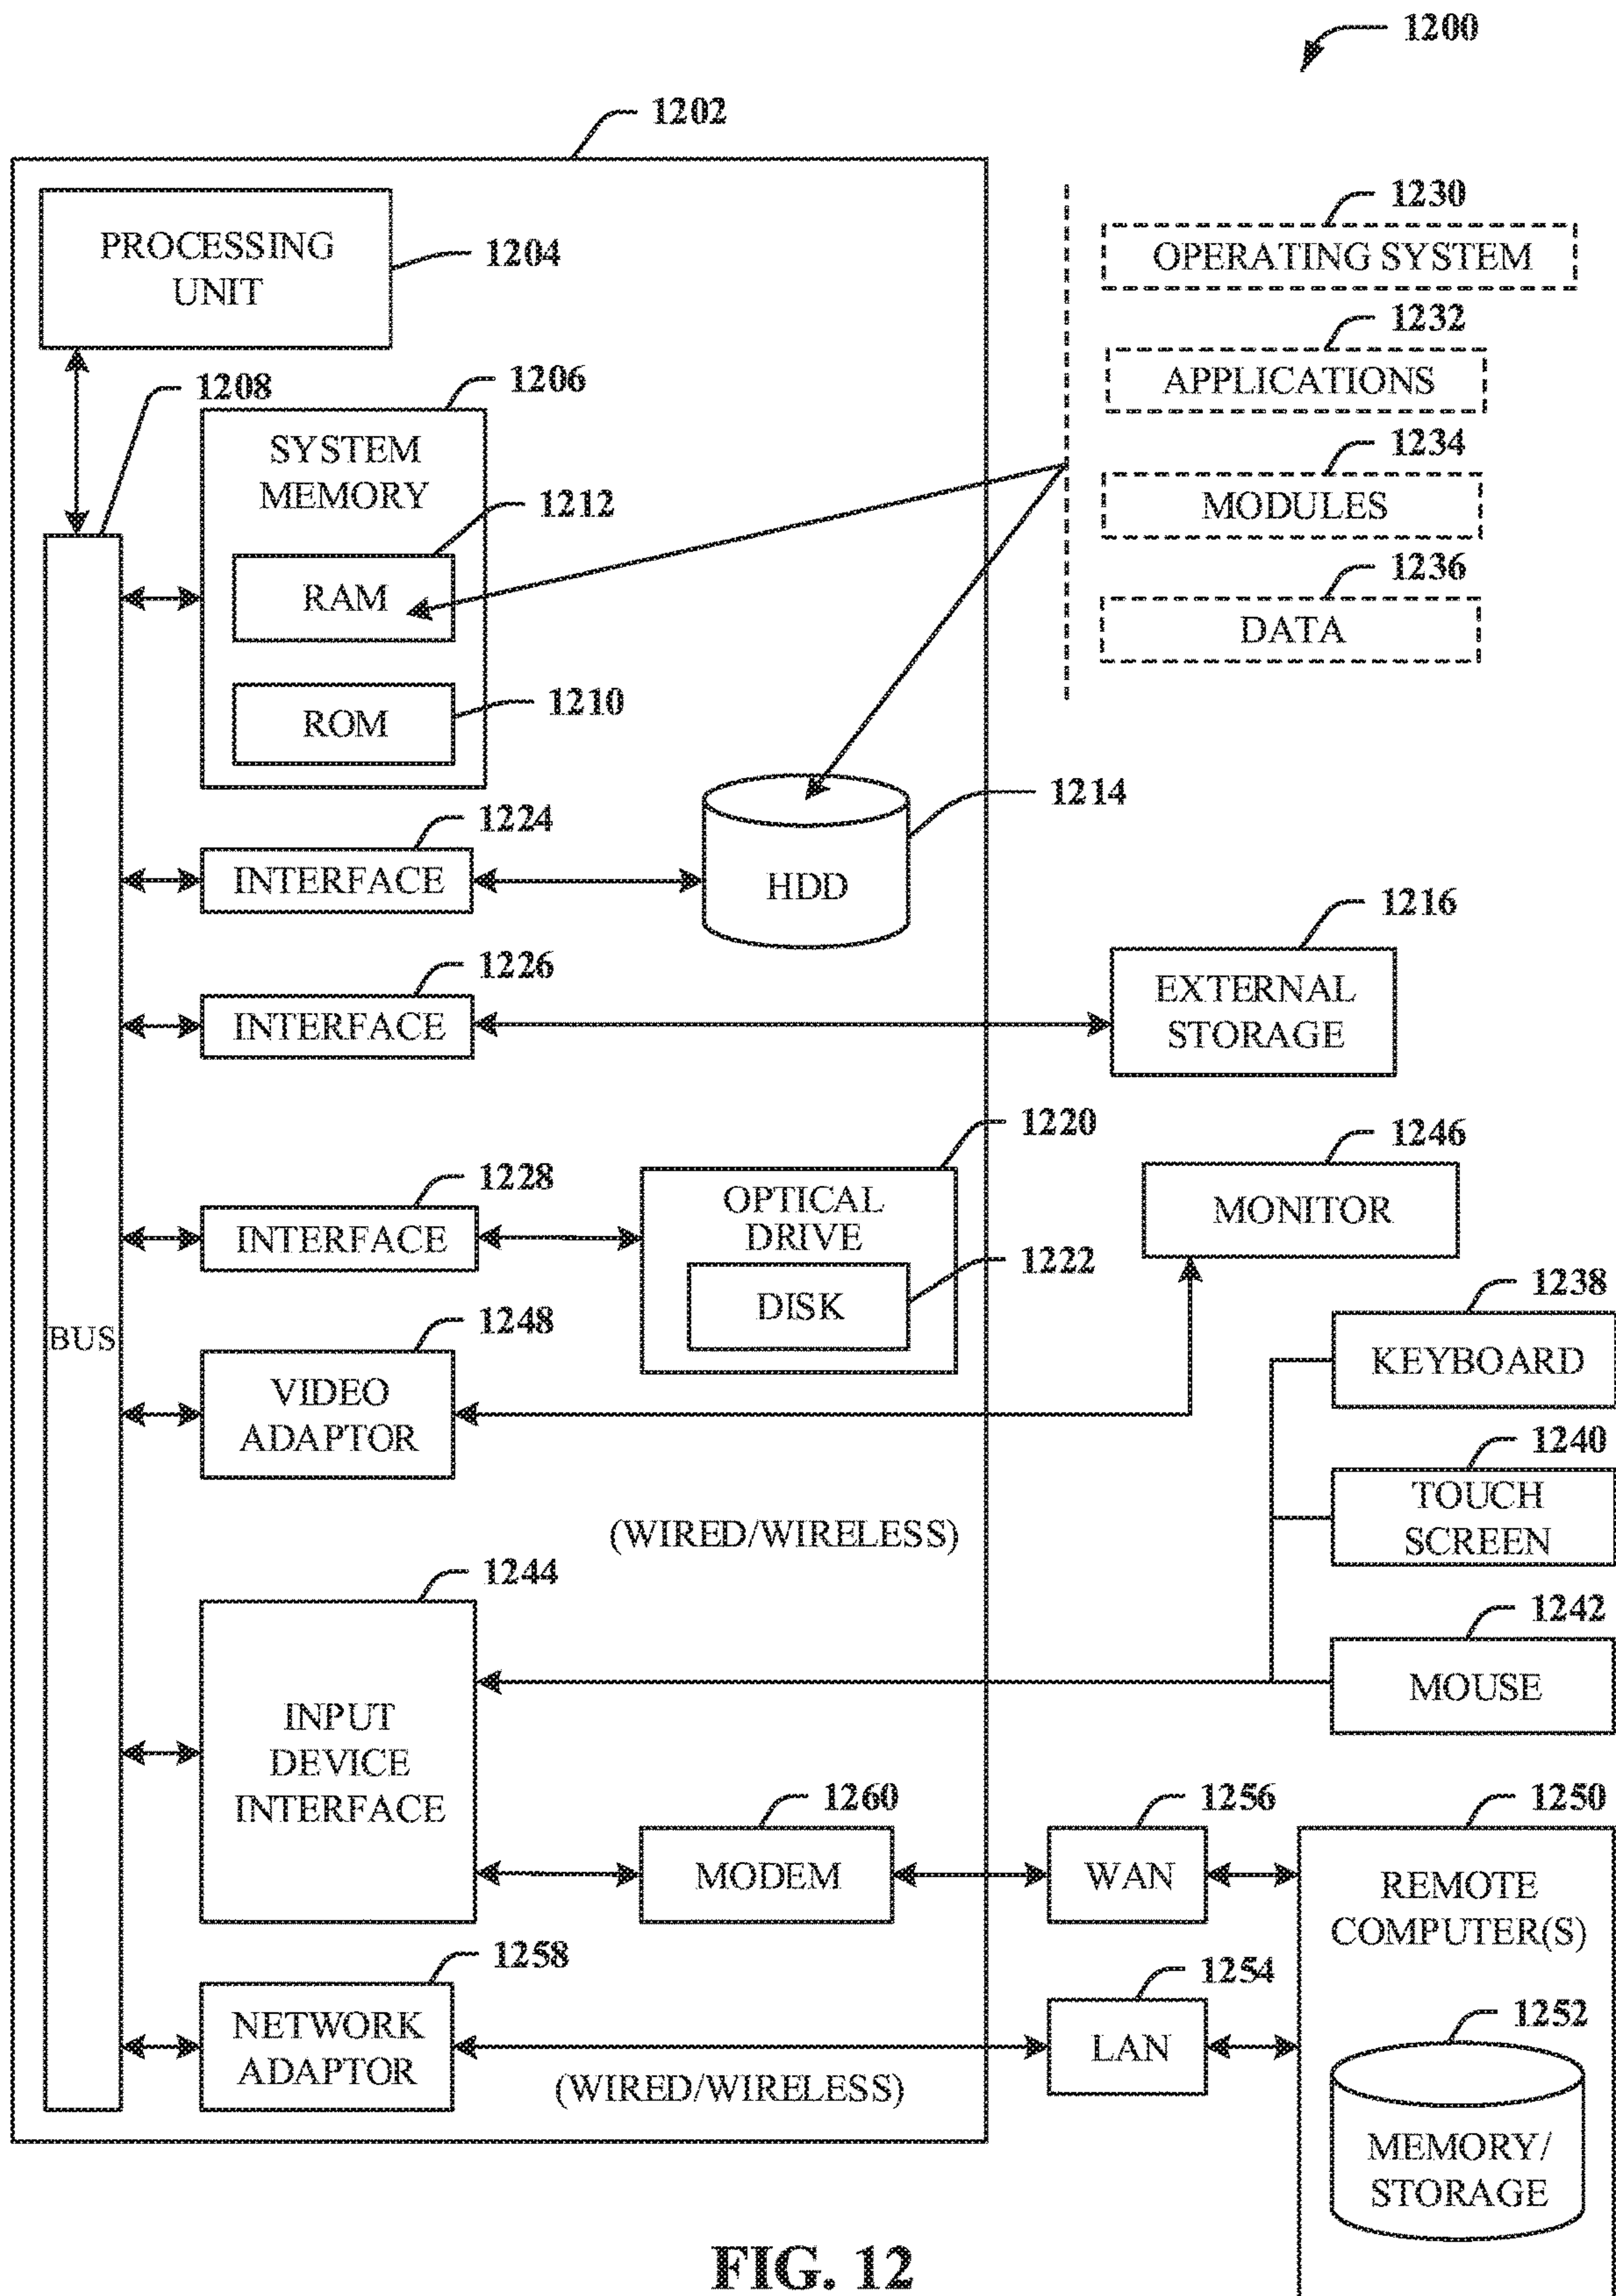 1200
1202
PROCESSING
UNIT
1204
1230
OPERATING SYSTEM
1232
APPLICATIONS
1234
MODULES
1236
DATA
1208
1206
SYSTEM
MEMORY
1212
RAM
1210
ROM
1224
INTERFACE
1214
HDD
1226
INTERFACE
1216
EXTERNAL
STORAGE
1228
INTERFACE
1220
OPTICAL
DRIVE
1222
DISK
1246
MONITOR
BUS
1248
VIDEO
ADAPTOR
1238
KEYBOARD
1240
TOUCH
SCREEN
(WIRED/WIRELESS)
1242
MOUSE
1244
INPUT
DEVICE
INTERFACE
1260
MODEM
1256
WAN
1250
REMOTE
COMPUTER(S)
1258
NETWORK
ADAPTOR
(WIRED/WIRELESS)
1254
LAN
1252
MEMORY/
STORAGE
FIG. 12